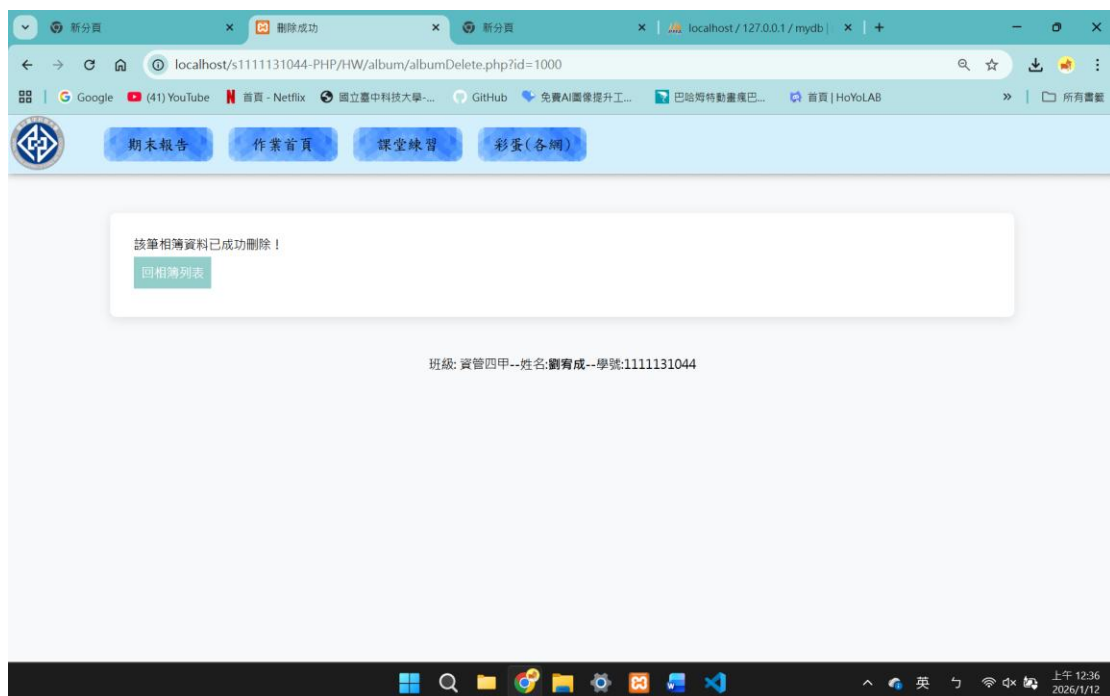 新分頁
刪除成功
新分頁
localhost / 127.0.0.1 / mydb |
localhost/s1111131044-PHP/HW/album/albumDelete.php?id=1000
Google
(41) YouTube
首頁 - Netflix
國立臺中科技大學-...
GitHub
免費AI圖像提升工...
巴哈姆特動畫瘋巴...
首頁 | HoYoLAB
所有書籤
期末報告
作業首頁
課堂練習
彩蛋(各網)
該筆相簿資料已成功刪除！
回相簿列表
班級: 資管四甲--姓名:劉宥成--學號:1111131044
英
ㄅ
上午 12:36
2026/1/12